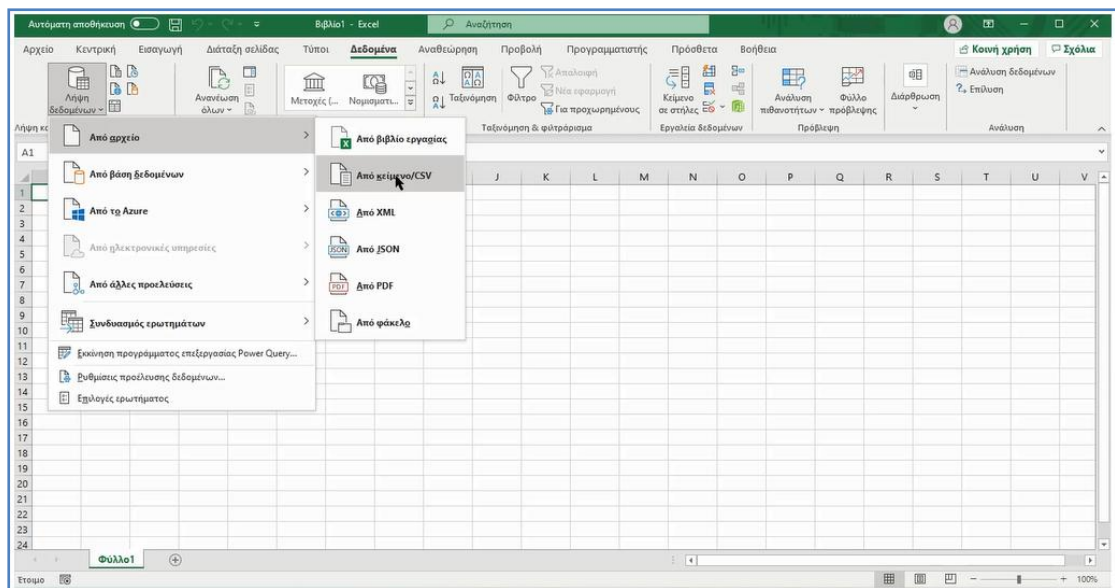 Αυτόματη αποθήκευση Βιβλίο1 - Excel Αναζήτηση
Αρχείο Κεντρική Εισαγωγή Διάταξη σελίδας Τύποι Δεδομένα Αναθεώρηση Προβολή Προγραμματιστής Πρόσθετα Βοήθεια Κοινή χρήση Σχόλια
Λήψη δεδομένων
Ανανέωση όλων
Μετοχές (... Νομισματι...
Ταξινόμηση Φίλτρο
Απαλοιφή
Νέα εφαρμογή
Για προχωρημένους
Κείμενο σε στήλες
Ανάλυση πιθανοτήτων
Φύλλο πρόβλεψης
Διάρθρωση
Ανάλυση δεδομένων
Επίλυση
Ταξινόμηση & φιλτράρισμα Εργαλεία δεδομένων Πρόβλεψη Ανάλυση
A1
Από αρχείο
Από βάση δεδομένων
Από το Azure
Από ηλεκτρονικές υπηρεσίες
Από άλλες προελεύσεις
Συνδυασμός ερωτημάτων
Εκκίνηση προγράμματος επεξεργασίας Power Query...
Ρυθμίσεις προέλευσης δεδομένων...
Επιλογές ερωτήματος
Από βιβλίο εργασίας
Από κείμενο/CSV
Από XML
Από JSON
Από PDF
Από φάκελο
J K L M N O P Q R S T U V
1
2
3
4
5
6
7
8
9
10
11
12
13
14
15
16
17
18
19
20
21
22
23
24
Φύλλο1
Έτοιμο 100%